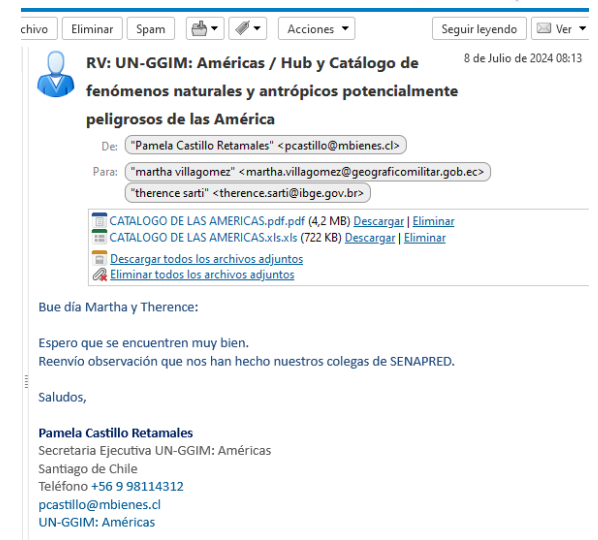 chivo Eliminar Spam Acciones Seguir leyendo Ver
RV: UN-GGIM: Américas / Hub y Catálogo de 8 de Julio de 2024 08:13
fenómenos naturales y antrópicos potencialmente
peligrosos de las América
De: "Pamela Castillo Retamales" <pcastillo@mbienes.cl>
Para: "martha villagomez" <martha.villagomez@geograficomilitar.gob.ec>
"therence sarti" <therence.sarti@ibge.gov.br>
CATALOGO DE LAS AMERICAS.pdf.pdf (4,2 MB) Descargar | Eliminar
CATALOGO DE LAS AMERICAS.xls.xls (722 KB) Descargar | Eliminar
Descargar todos los archivos adjuntos
Eliminar todos los archivos adjuntos
Bue día Martha y Therence:
Espero que se encuentren muy bien.
Reenvío observación que nos han hecho nuestros colegas de SENAPRED.
Saludos,
Pamela Castillo Retamales
Secretaria Ejecutiva UN-GGIM: Américas
Santiago de Chile
Teléfono +56 9 98114312
pcastillo@mbienes.cl
UN-GGIM: Américas